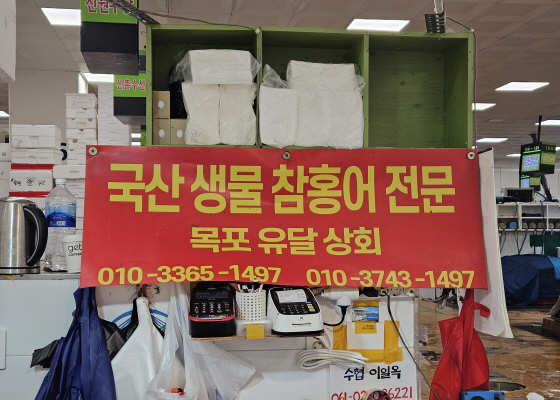 국산 생물 참홍어 전문
목포 유달 상회
010-3365-1497 010-3743-1497
수협 이일옥